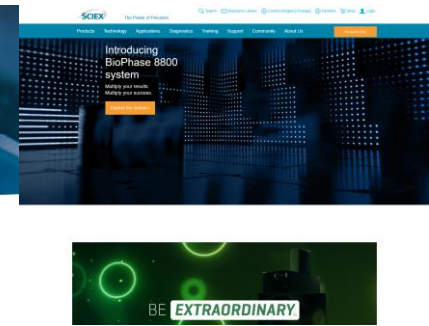 SCIEX
The Power of Precision
Search
Products Technology Applications Diagnostics Training Support Community About Us
Introducing
BioPhase 8800
system
Multiply your results.
Multiply your success.
BE EXTRAORDINARY.